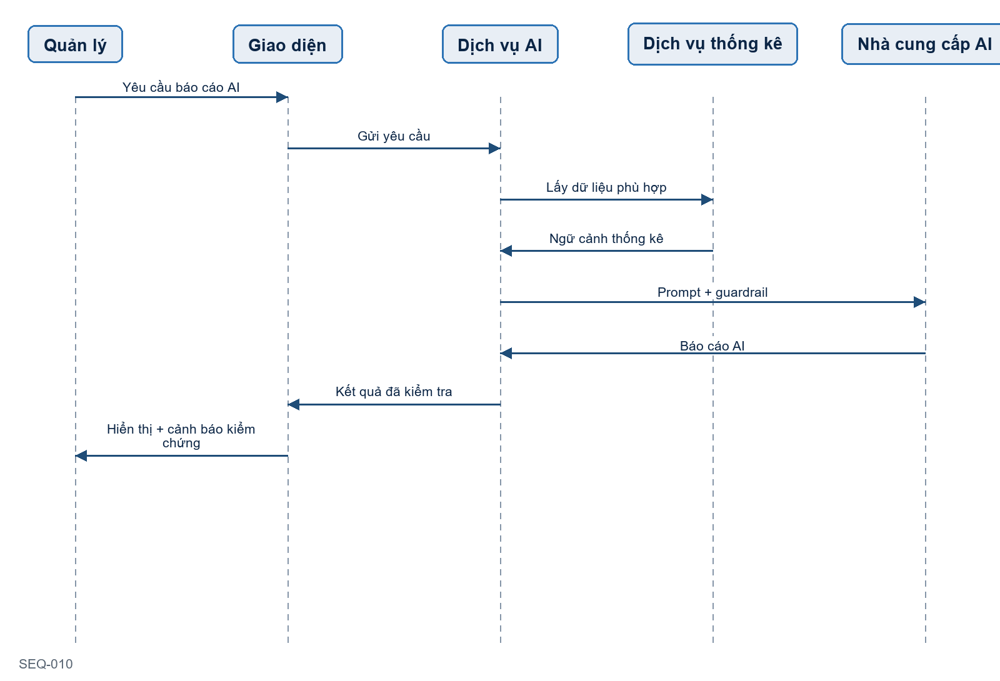 Quản lý
Giao diện
Dịch vụ AI
Dịch vụ thống kê
Nhà cung cấp AI
Yêu cầu báo cáo AI
Gửi yêu cầu
Lấy dữ liệu phù hợp
Ngữ cảnh thống kê
Prompt + guardrail
Báo cáo AI
Kết quả đã kiểm tra
Hiển thị + cảnh báo kiểm
chứng
SEQ-010